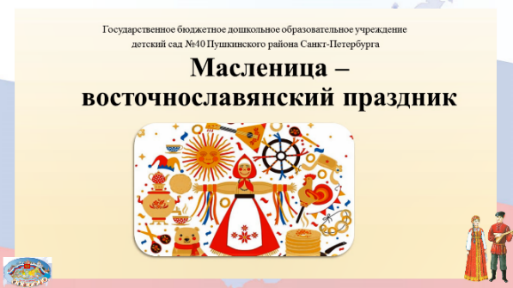 Государственное бюджетное дошкольное образовательное учреждение
детский сад №40 Пушкинского района Санкт-Петербурга
Масленица –
восточнославянский праздник